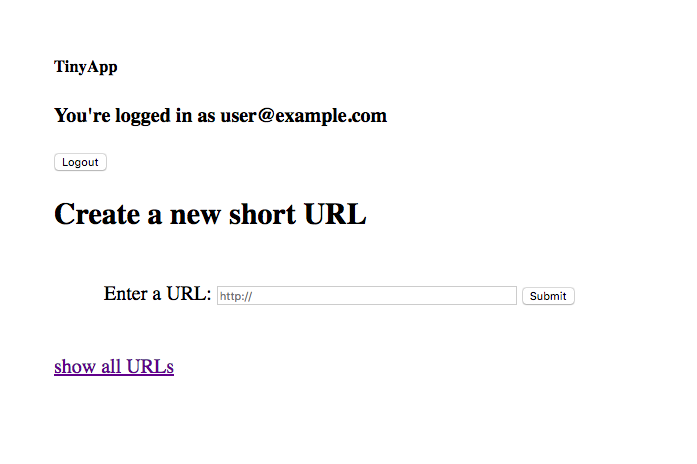 TinyApp
You're logged in as user@example.com
Logout
Create a new short URL
Enter a URL: http:// Submit
show all URLs